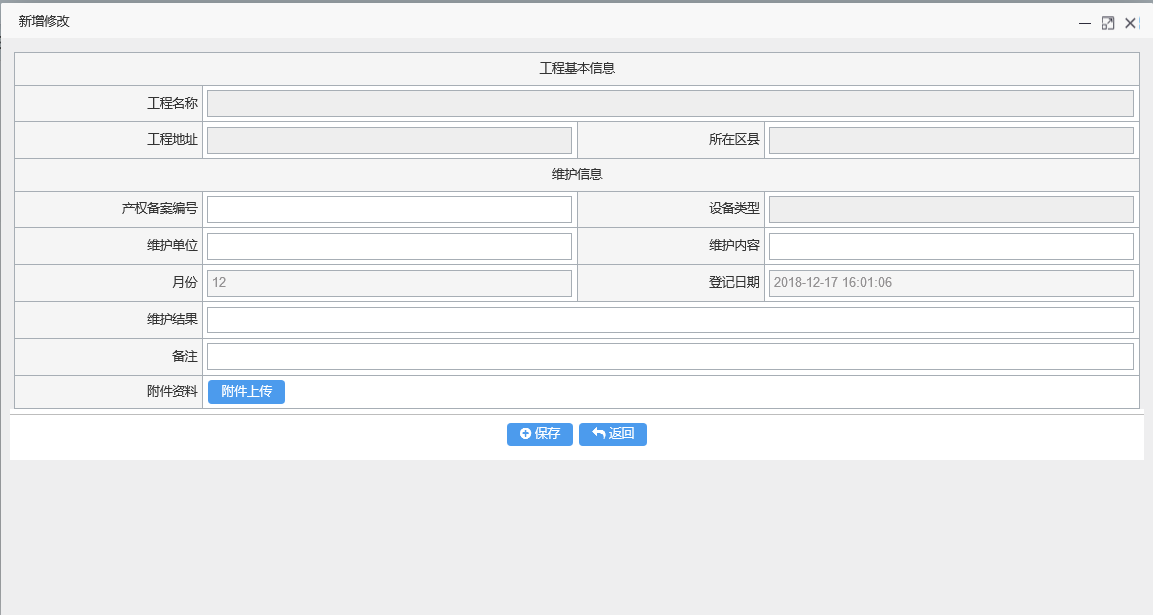 新增修改
工程基本信息
工程名称
工程地址 所在区县
维护信息
产权备案编号 设备类型
维护单位 维护内容
月份 12 登记日期 2018-12-17 16:01:06
维护结果
备注
附件资料 附件上传
保存 返回